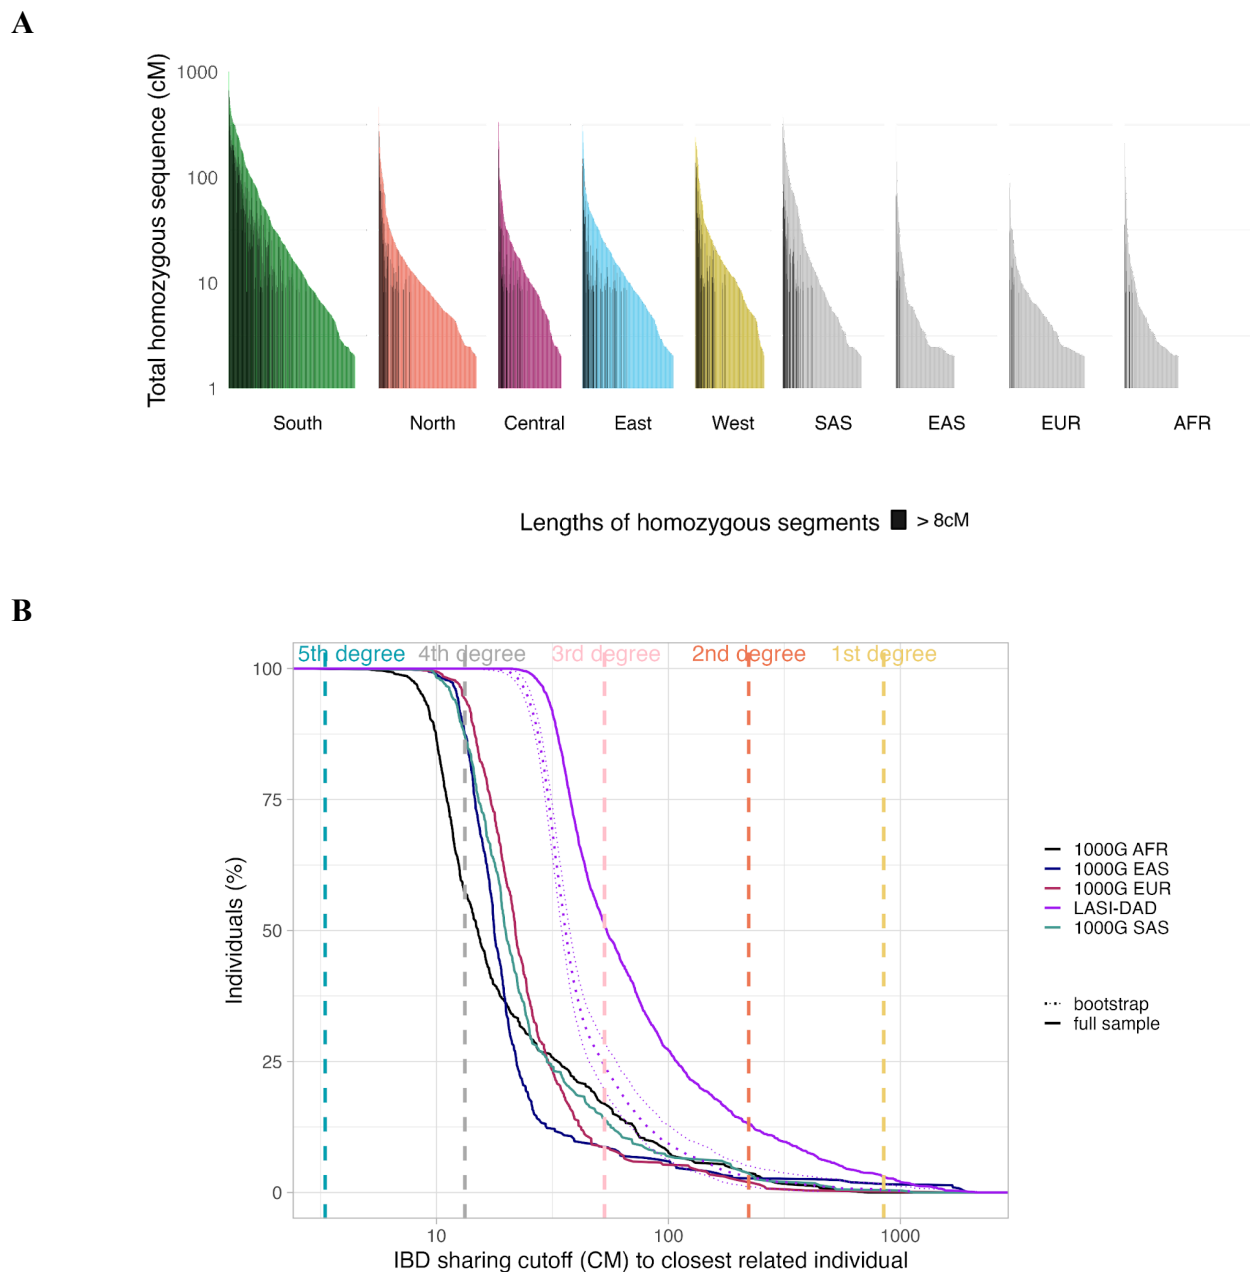 A
Total homozygous sequence (cM)
1000
100
10
1
South North Central East West SAS EAS EUR AFR
Lengths of homozygous segments > 8cM
B
5th degree 4th degree 3rd degree 2nd degree 1st degree
Individuals (%)
100
75
50
25
0
10 100 1000
IBD sharing cutoff (CM) to closest related individual
1000G AFR
1000G EAS
1000G EUR
LASI-DAD
1000G SAS
bootstrap
full sample